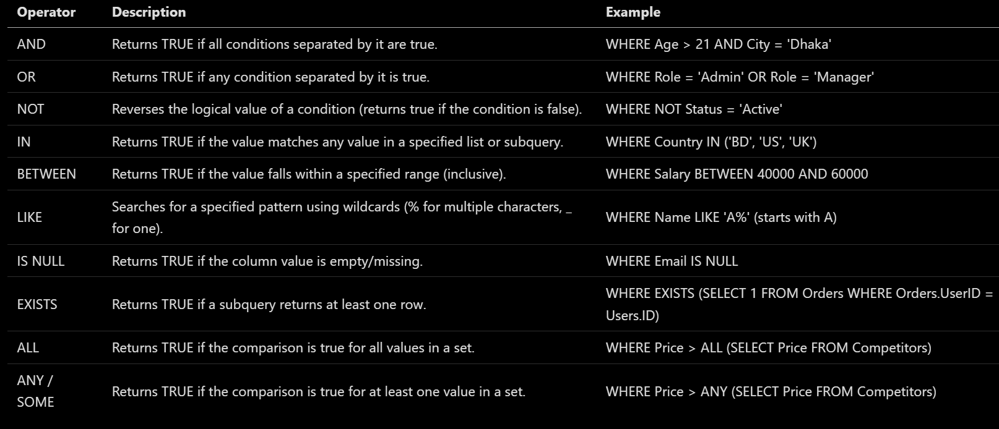 Operator Description Example
AND Returns TRUE if all conditions separated by it are true. WHERE Age > 21 AND City = 'Dhaka'
OR Returns TRUE if any condition separated by it is true. WHERE Role = 'Admin' OR Role = 'Manager'
NOT Reverses the logical value of a condition (returns true if the condition is false). WHERE NOT Status = 'Active'
IN Returns TRUE if the value matches any value in a specified list or subquery. WHERE Country IN ('BD', 'US', 'UK')
BETWEEN Returns TRUE if the value falls within a specified range (inclusive). WHERE Salary BETWEEN 40000 AND 60000
LIKE Searches for a specified pattern using wildcards (% for multiple characters, _
for one). WHERE Name LIKE 'A%' (starts with A)
IS NULL Returns TRUE if the column value is empty/missing. WHERE Email IS NULL
EXISTS Returns TRUE if a subquery returns at least one row. WHERE EXISTS (SELECT 1 FROM Orders WHERE Orders.UserID =
Users.ID)
ALL Returns TRUE if the comparison is true for all values in a set. WHERE Price > ALL (SELECT Price FROM Competitors)
ANY /
SOME Returns TRUE if the comparison is true for at least one value in a set. WHERE Price > ANY (SELECT Price FROM Competitors)